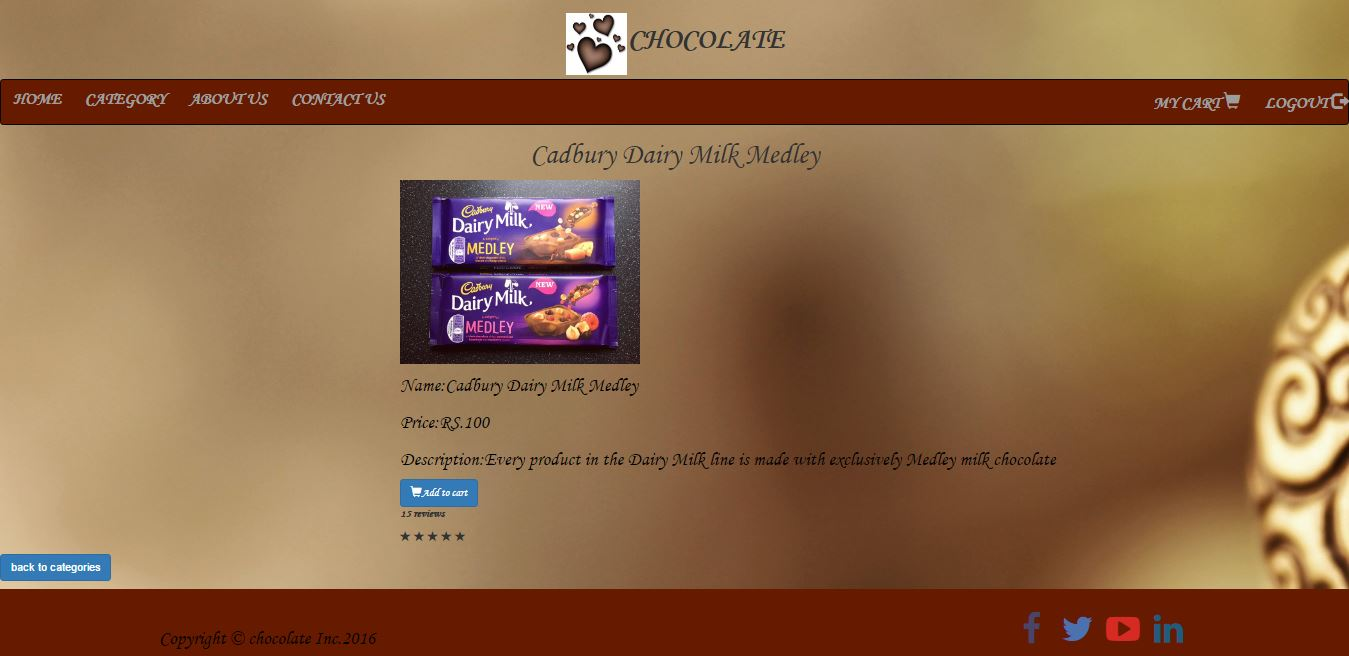 CHOCOLATE
HOME CATEGORY ABOUT US CONTACT US MY CART LOGOUT
Cadbury Dairy Milk Medley
Cadbury
Dairy Milk
NEW
MEDLEY
Cadbury
Dairy Milk
NEW
MEDLEY
Name:Cadbury Dairy Milk Medley
Price:RS.100
Description:Every product in the Dairy Milk line is made with exclusively Medley milk chocolate
Add to cart
15 reviews
back to categories
Copyright © chocolate Inc.2016